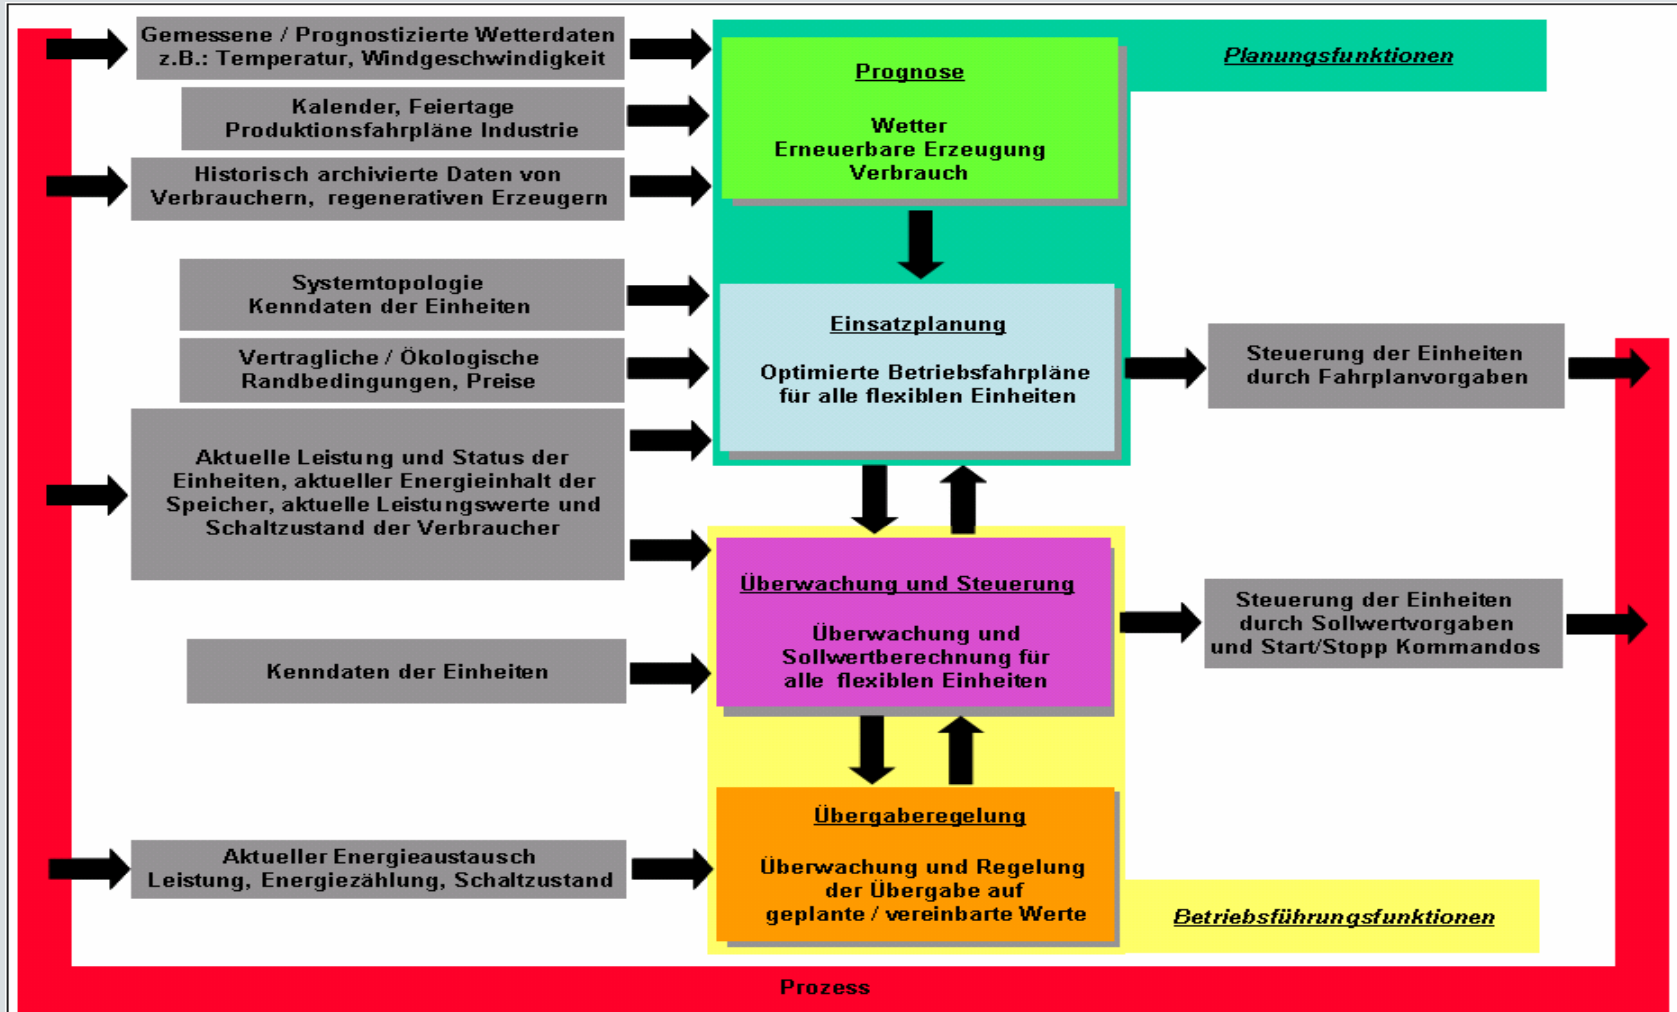 Gemessene / Prognostizierte Wetterdaten
z.B.: Temperatur, Windgeschwindigkeit
Kalender, Feiertage
Produktionsfahrpläne Industrie
Historisch archivierte Daten von
Verbrauchern, regenerativen Erzeugern
Systemtopologie
Kenndaten der Einheiten
Vertragliche / Ökologische
Randbedingungen, Preise
Aktuelle Leistung und Status der
Einheiten, aktueller Energieinhalt der
Speicher, aktuelle Leistungswerte und
Schaltzustand der Verbraucher
Kenndaten der Einheiten
Aktueller Energieaustausch
Leistung, Energiezählung, Schaltzustand
Planungsfunktionen
Prognose
Wetter
Erneuerbare Erzeugung
Verbrauch
Einsatzplanung
Optimierte Betriebsfahrpläne
für alle flexiblen Einheiten
Überwachung und Steuerung
Überwachung und
Sollwertberechnung für
alle flexiblen Einheiten
Übergaberegelung
Überwachung und Regelung
der Übergabe auf
geplante / vereinbarte Werte
Betriebsführungsfunktionen
Steuerung der Einheiten
durch Fahrplanvorgaben
Steuerung der Einheiten
durch Sollwertvorgaben
und Start/Stopp Kommandos
Prozess